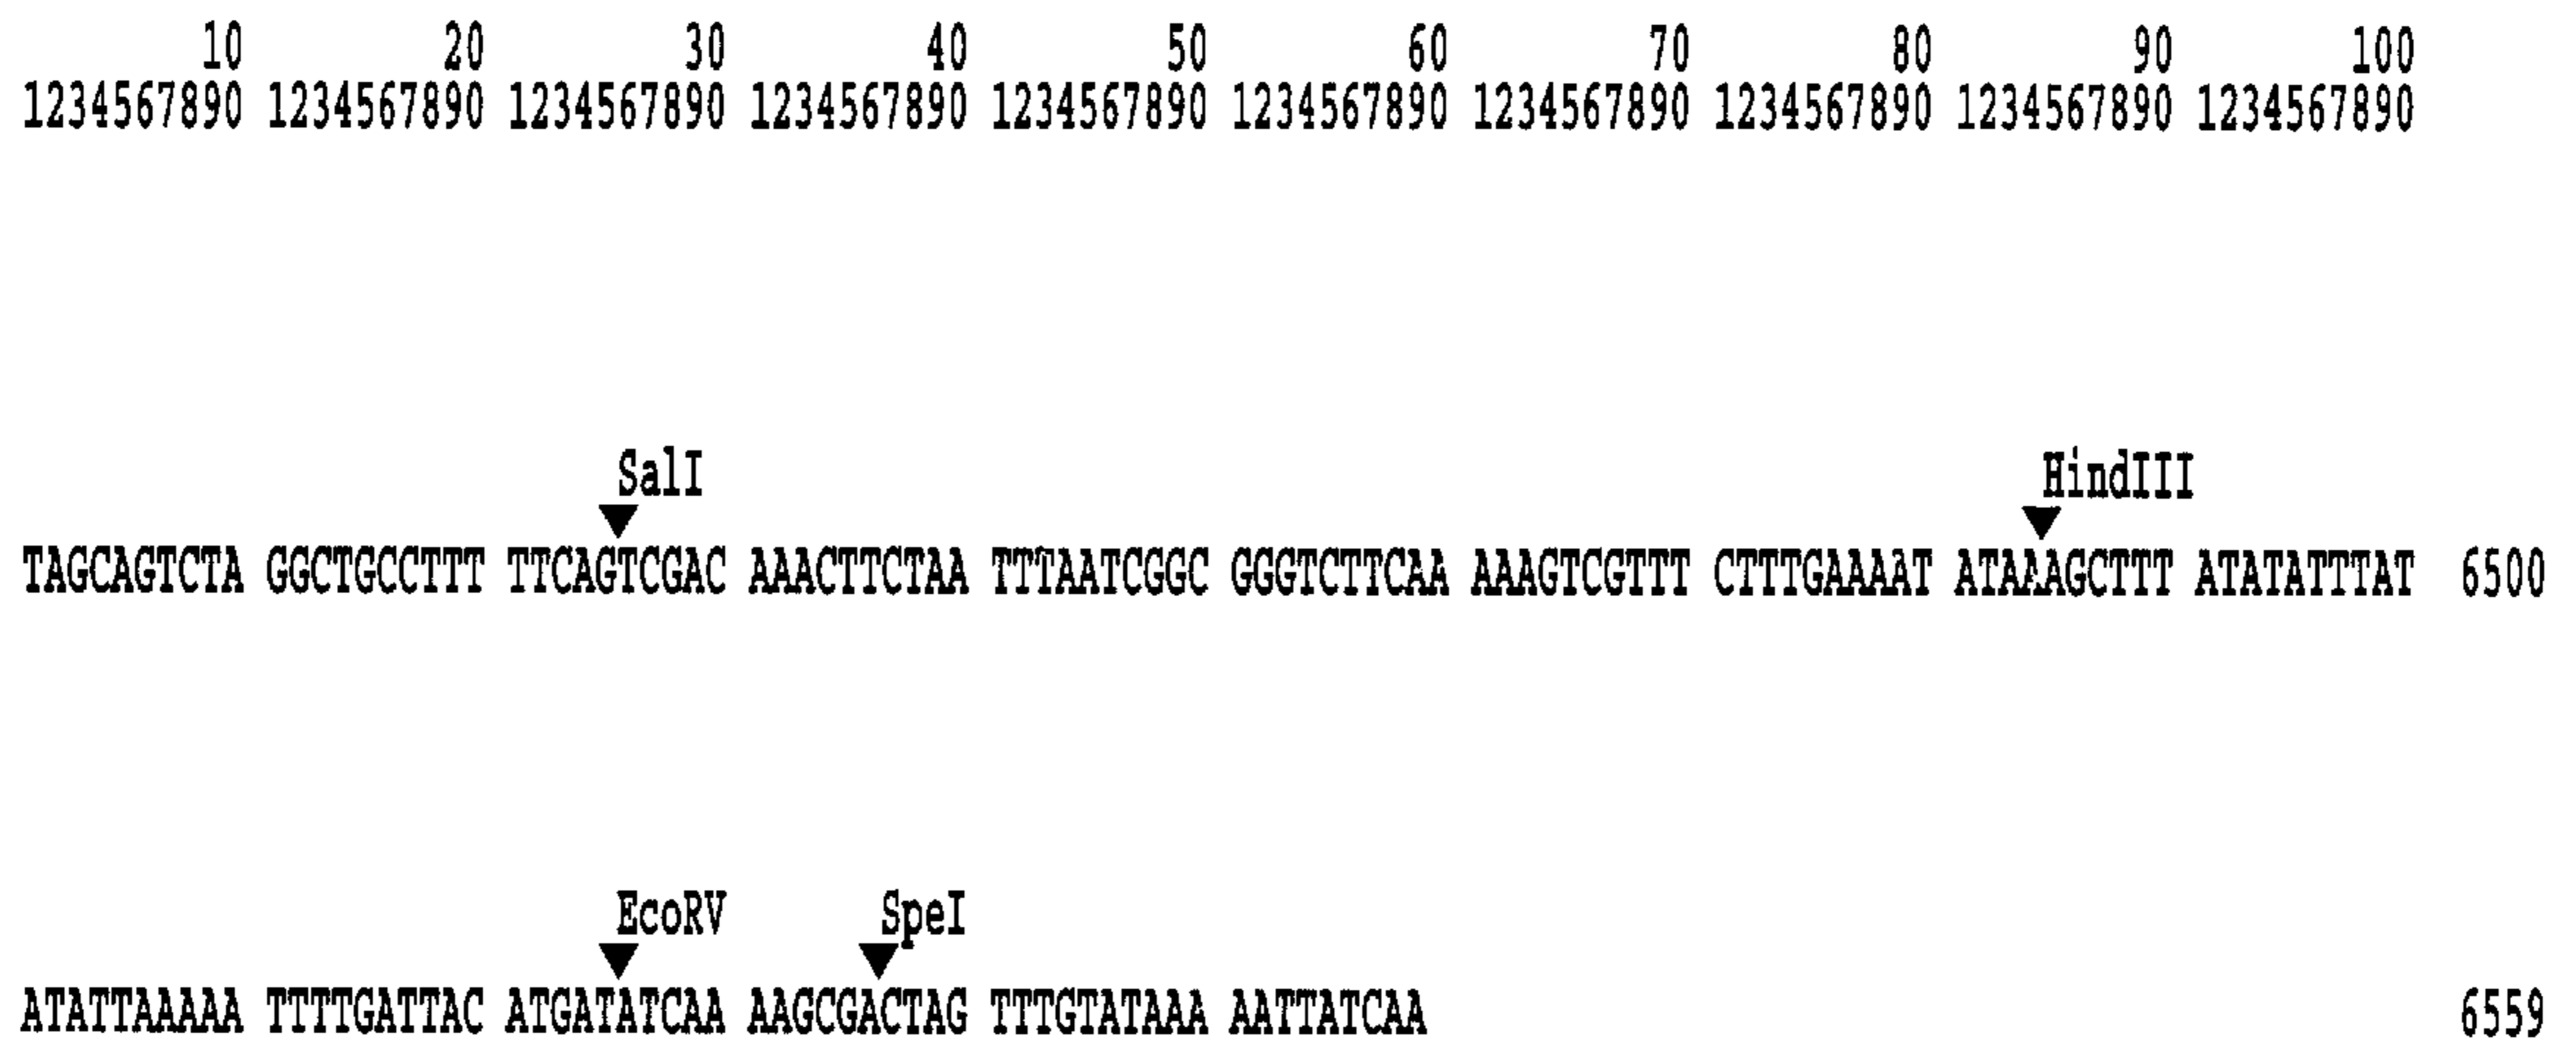 10 20 30 40 50 60 70 80 90 100
1234567890 1234567890 1234567890 1234567890 1234567890 1234567890 1234567890 1234567890 1234567890 1234567890
SalI HindIII
TAGCAGTCTA GGCTGCCTTT TTCAGTCGAC AAACTTCTAA TTTAATCGGC GGGTCTTCAA AAAGTCGTTT CTTTGAAAAT ATAAAGCTTT ATATATTTAT 6500
EcoRV SpeI
ATATTAAAAA TTTTGATTAC ATGATATCAA AAGCGACTAG TTTGTATAAA AATTATCAA 6559